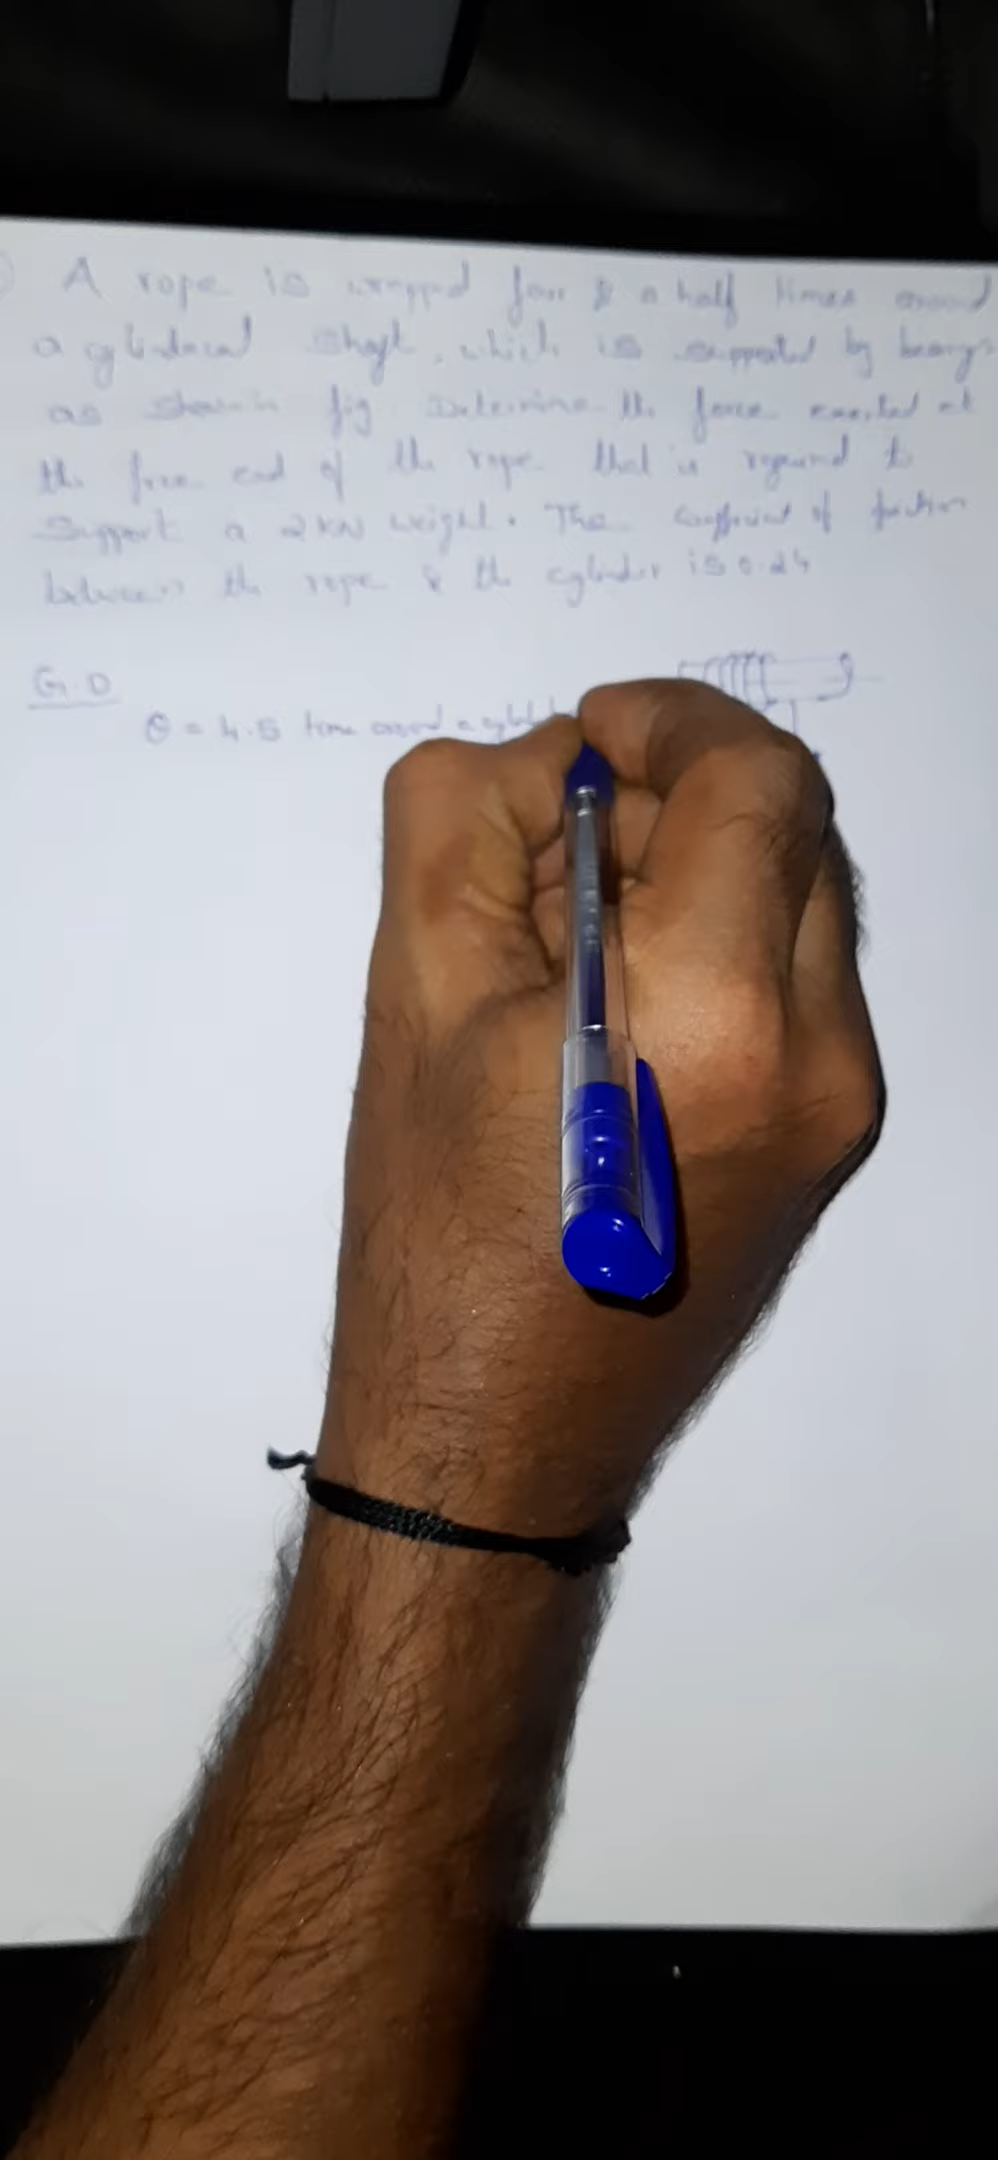 A rope is wrapped four & a half times around
a cylindrical shaft, which is supported by bearings
as shown in fig. Determine the force exerted at
the free end of the rope that is required to
Support a 2 kN weight. The coefficient of friction
between the rope & the cylinder is 0.24
G.D
θ = 4.5 time around a